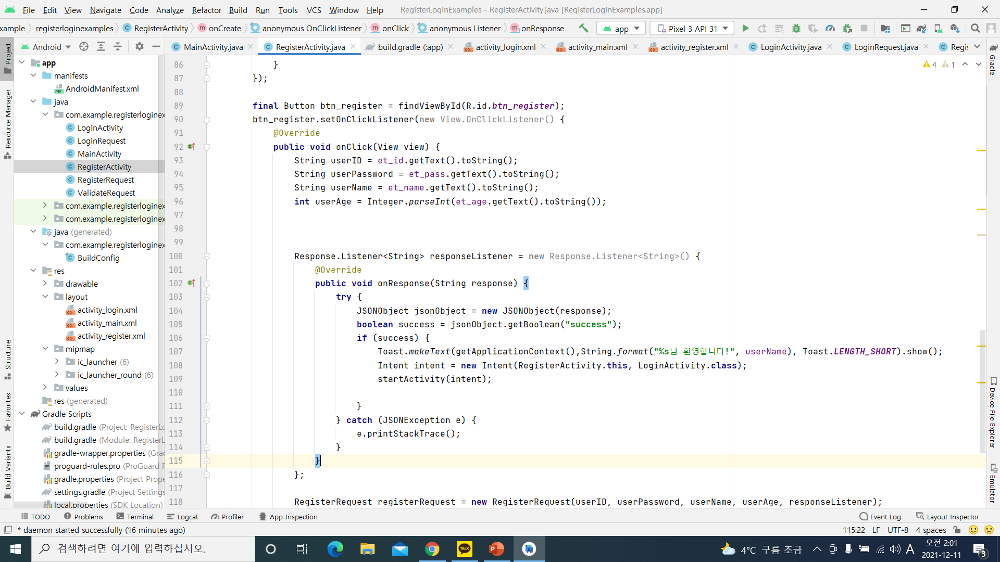 File Edit View Navigate Code Analyze Refactor Build Run Tools VCS Window Help RegisterLoginExamples - RegisterActivity.java [RegisterLoginExamples.app]
xample registerloginexamples RegisterActivity onCreate anonymous OnClickListener onClick anonymous Listener onResponse app Pixel 3 API 31
Android MainActivity.java RegisterActivity.java build.gradle (:app) activity_login.xml activity_main.xml activity_register.xml LoginActivity.java LoginRequest.java Regis
Project
Resource Manager
Structure
Favorites
Build Variants
app
manifests
AndroidManifest.xml
java
com.example.registerloginex
LoginActivity
LoginRequest
MainActivity
RegisterActivity
RegisterRequest
ValidateRequest
com.example.registerloginex
com.example.registerloginex
java (generated)
com.example.registerloginex
BuildConfig
res
drawable
layout
activity_login.xml
activity_main.xml
activity_register.xml
mipmap
ic_launcher (6)
ic_launcher_round (6)
values
res (generated)
Gradle Scripts
build.gradle (Project: RegisterLo
build.gradle (Module: RegisterL
gradle-wrapper.properties (Grad
proguard-rules.pro (ProGuard R
gradle.properties (Project Prope
settings.gradle (Project Settings
local.properties (SDK Location)
4 1
86 }
87 });
88
89 final Button btn_register = findViewById(R.id.btn_register);
90 btn_register.setOnClickListener(new View.OnClickListener() {
91 @Override
92 public void onClick(View view) {
93 String userID = et_id.getText().toString();
94 String userPassword = et_pass.getText().toString();
95 String userName = et_name.getText().toString();
96 int userAge = Integer.parseInt(et_age.getText().toString());
97
98
99
100 Response.Listener<String> responseListener = new Response.Listener<String>() {
101 @Override
102 public void onResponse(String response) {
103 try {
104 JSONObject jsonObject = new JSONObject(response);
105 boolean success = jsonObject.getBoolean("success");
106 if (success) {
107 Toast.makeText(getApplicationContext(),String.format("%s님 환영합니다!", userName), Toast.LENGTH_SHORT).show();
108 Intent intent = new Intent(RegisterActivity.this, LoginActivity.class);
109 startActivity(intent);
110
111 }
112 } catch (JSONException e) {
113 e.printStackTrace();
114 }
115 }
116 };
117
118 RegisterRequest registerRequest = new RegisterRequest(userID, userPassword, userName, userAge, responseListener);
Gradle
Device File Explorer
Emulator
TODO Problems Terminal Logcat Profiler App Inspection Event Log Layout Inspector
* daemon started successfully (16 minutes ago) 115:22 LF UTF-8 4 spaces
검색하려면 여기에 입력하십시오. TALK 4°C 구름 조금 A 오전 2:01
2021-12-11 3